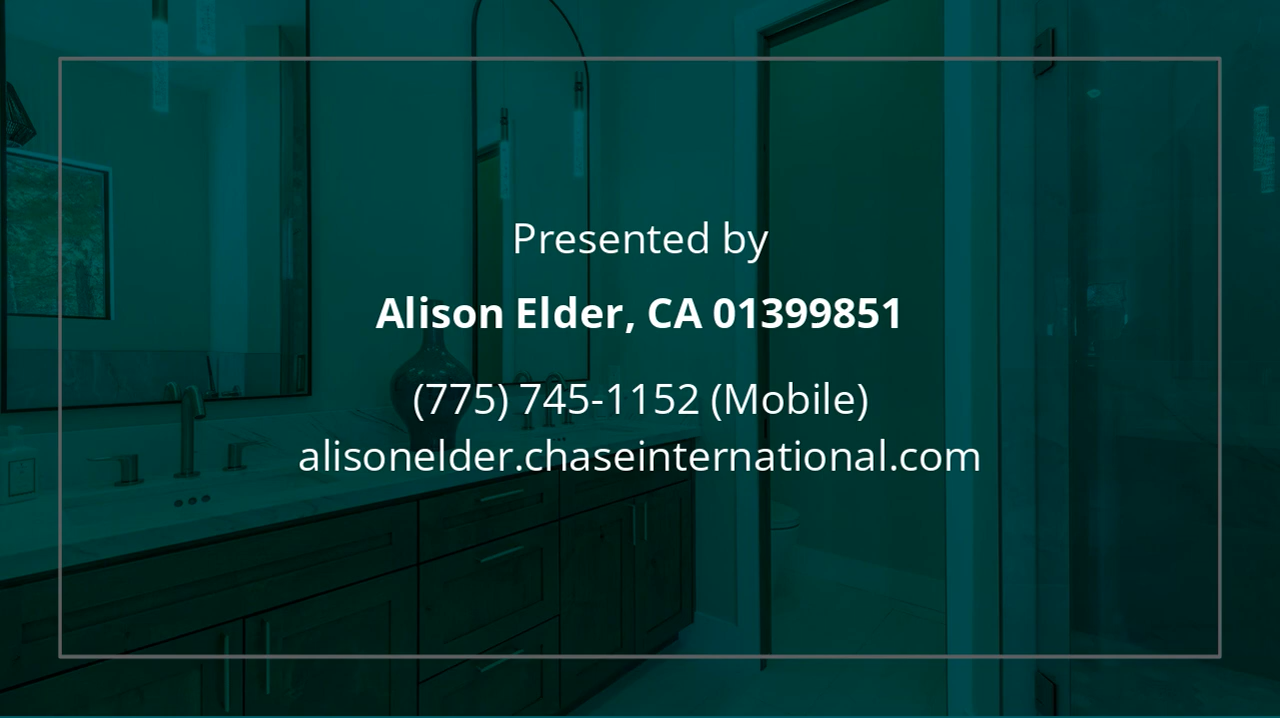 Presented by
Alison Elder, CA 01399851
(775) 745-1152 (Mobile)
alisonelder.chaseinternational.com